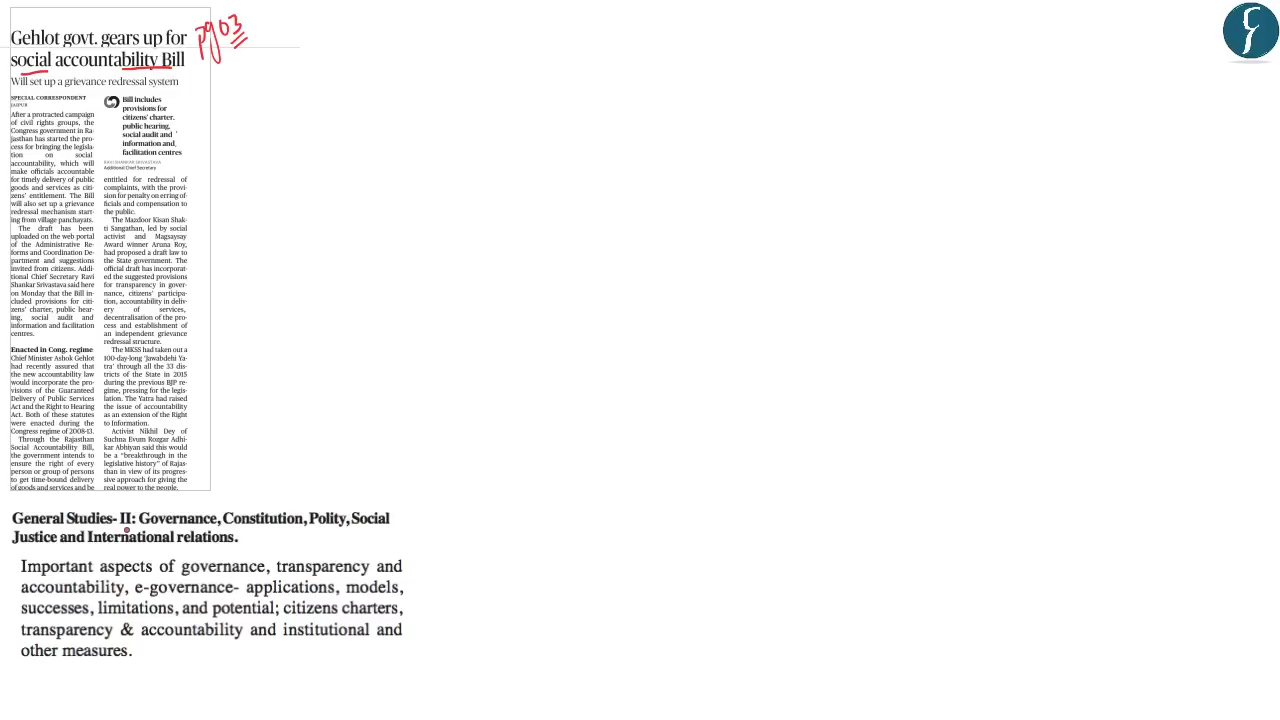 Gehlot govt. gears up for
pg 03
social accountability Bill
Will set up a grievance redressal system
SPECIAL CORRESPONDENT
JAIPUR
After a protracted campaign
of civil rights groups, the
Congress government in Ra-
jasthan has started the pro-
cess for bringing the legisla-
tion on social
accountability, which will
make officials accountable
for timely delivery of public
goods and services as citi-
zens' entitlement. The Bill
will also set up a grievance
redressal mechanism start-
ing from village panchayats.
The draft has been
uploaded on the web portal
of the Administrative Re-
forms and Coordination De-
partment and suggestions
invited from citizens. Addi-
tional Chief Secretary Ravi
Shankar Srivastava said here
on Monday that the Bill in-
cluded provisions for citi-
zens' charter, public hear-
ing, social audit and
information and facilitation
centres.
Enacted in Cong. regime
Chief Minister Ashok Gehlot
had recently assured that
the new accountability law
would incorporate the pro-
visions of the Guaranteed
Delivery of Public Services
Act and the Right to Hearing
Act. Both of these statutes
were enacted during the
Congress regime of 2008-13.
Through the Rajasthan
Social Accountability Bill,
the government intends to
ensure the right of every
person or group of persons
to get time-bound delivery
of goods and services and be
Bill includes
provisions for
citizens' charter,
public hearing,
social audit and
information and
facilitation centres
RAVI SHANKAR SRIVASTAVA
Additional Chief Secretary
entitled for redressal of
complaints, with the provi-
sion for penalty on erring of-
ficials and compensation to
the public.
The Mazdoor Kisan Shak-
ti Sangathan, led by social
activist and Magsaysay
Award winner Aruna Roy,
had proposed a draft law to
the State government. The
official draft has incorporat-
ed the suggested provisions
for transparency in gover-
nance, citizens' participa-
tion, accountability in deliv-
ery of services,
decentralisation of the pro-
cess and establishment of
an independent grievance
redressal structure.
The MKSS had taken out a
100-day-long 'Jawabdehi Ya-
tra' through all the 33 dis-
tricts of the State in 2015
during the previous BJP re-
gime, pressing for the legis-
lation. The Yatra had raised
the issue of accountability
as an extension of the Right
to Information.
Activist Nikhil Dey of
Suchna Evum Rozgar Adhi-
kar Abhiyan said this would
be a "breakthrough in the
legislative history" of Rajas-
than in view of its progres-
sive approach for giving the
real power to the people.
General Studies- II: Governance, Constitution, Polity, Social
Justice and International relations.
Important aspects of governance, transparency and
accountability, e-governance- applications, models,
successes, limitations, and potential; citizens charters,
transparency & accountability and institutional and
other measures.